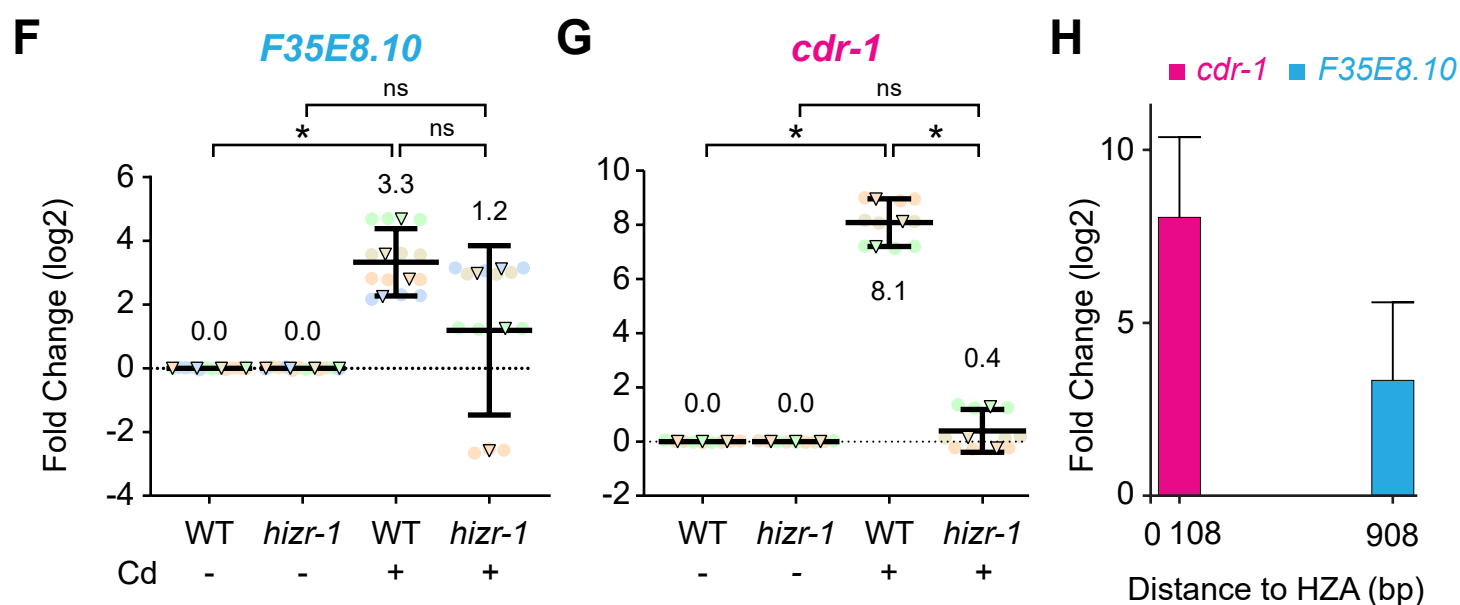 F
F35E8.10
ns
* ns
Fold Change (log2)
6
4
2
0
-2
-4
0.0 0.0 3.3 1.2
WT hizr-1 WT hizr-1
Cd - - + +
G
cdr-1
ns
* *
10
8
6
4
2
0
-2
0.0 0.0 8.1 0.4
WT hizr-1 WT hizr-1
- - + +
H
cdr-1 F35E8.10
Fold Change (log2)
10
5
0
0 108 908
Distance to HZA (bp)